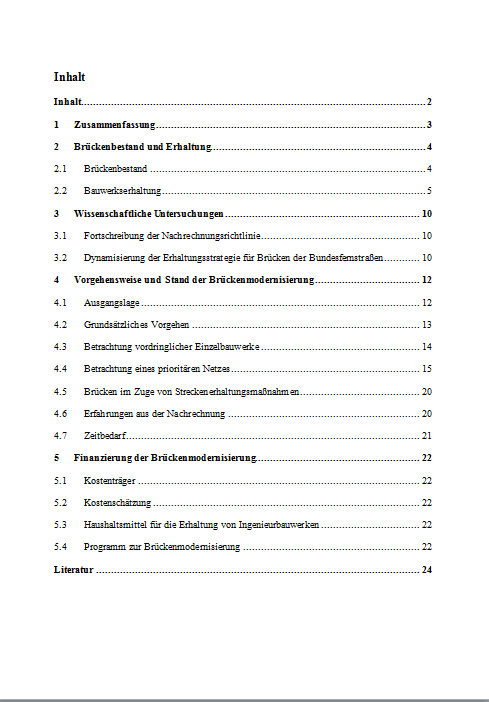 Inhalt
Inhalt 2
1 Zusammenfassung 3
2 Brückenbestand und Erhaltung 4
2.1 Brückenbestand 4
2.2 Bauwerkserhaltung 5
3 Wissenschaftliche Untersuchungen 10
3.1 Fortschreibung der Nachrechnungsrichtlinie 10
3.2 Dynamisierung der Erhaltungsstrategie für Brücken der Bundesfernstraßen 10
4 Vorgehensweise und Stand der Brückenmodernisierung 12
4.1 Ausgangslage 12
4.2 Grundsätzliches Vorgehen 13
4.3 Betrachtung vordringlicher Einzelbauwerke 14
4.4 Betrachtung eines prioritären Netzes 15
4.5 Brücken im Zuge von Streckenerhaltungsmaßnahmen 20
4.6 Erfahrungen aus der Nachrechnung 20
4.7 Zeitbedarf 21
5 Finanzierung der Brückenmodernisierung 22
5.1 Kostenträger 22
5.2 Kostenschätzung 22
5.3 Haushaltsmittel für die Erhaltung von Ingenieurbauwerken 22
5.4 Programm zur Brückenmodernisierung 22
Literatur 24